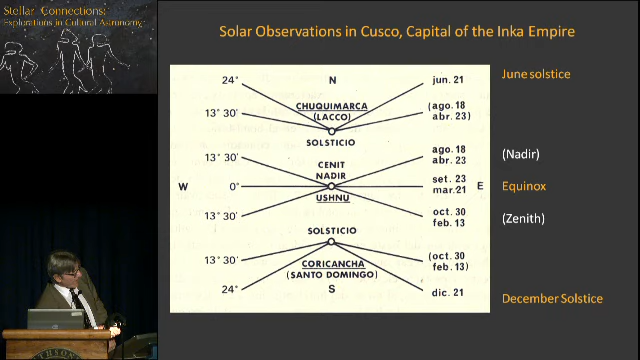 Stellar Connections:
Explorations in Cultural Astronomy
Solar Observations in Cusco, Capital of the Inka Empire
24° N jun. 21
CHUQUIMARCA
(LACCO)
13° 30' (ago. 18
abr. 23)
SOLSTICIO
13° 30' ago. 18
abr. 23
CENIT
NADIR
W 0° set. 23
mar. 21 E
USHNU
13° 30' oct. 30
feb. 13
SOLSTICIO
13° 30' (oct. 30
feb. 13)
CORICANCHA
(SANTO DOMINGO)
24° S dic. 21
June solstice
(Nadir)
Equinox
(Zenith)
December Solstice